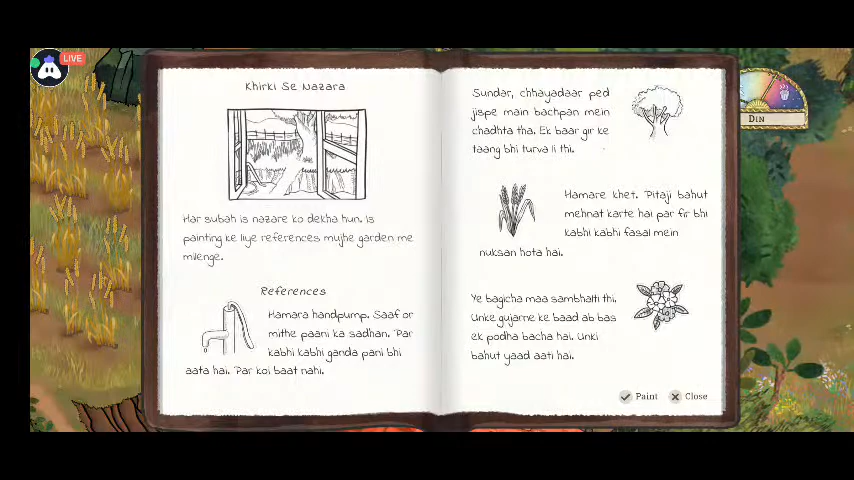 LIVE
Khirki Se Nazara
Har subah is nazare ko dekha hun. Is
painting ke liye references mujhe garden me
milenge.
References
Hamara handpump. Saaf or
mithe paani ka sadhan. Par
kabhi kabhi ganda pani bhi
aata hai. Par koi baat nahi.
Sundar, chhayadaar ped
jispe main bachpan mein
chadhta tha. Ek baar gir ke
taang bhi turva li thi.
Hamare khet. Pitaji bahut
mehnat karte hai par fir bhi
kabhi kabhi fasal mein
nuksan hota hai.
Ye bagicha maa sambhalti thi.
Unke gujarne ke baad ab bas
ek podha bacha hai. Unki
bahut yaad aati hai.
Paint
Close
Din